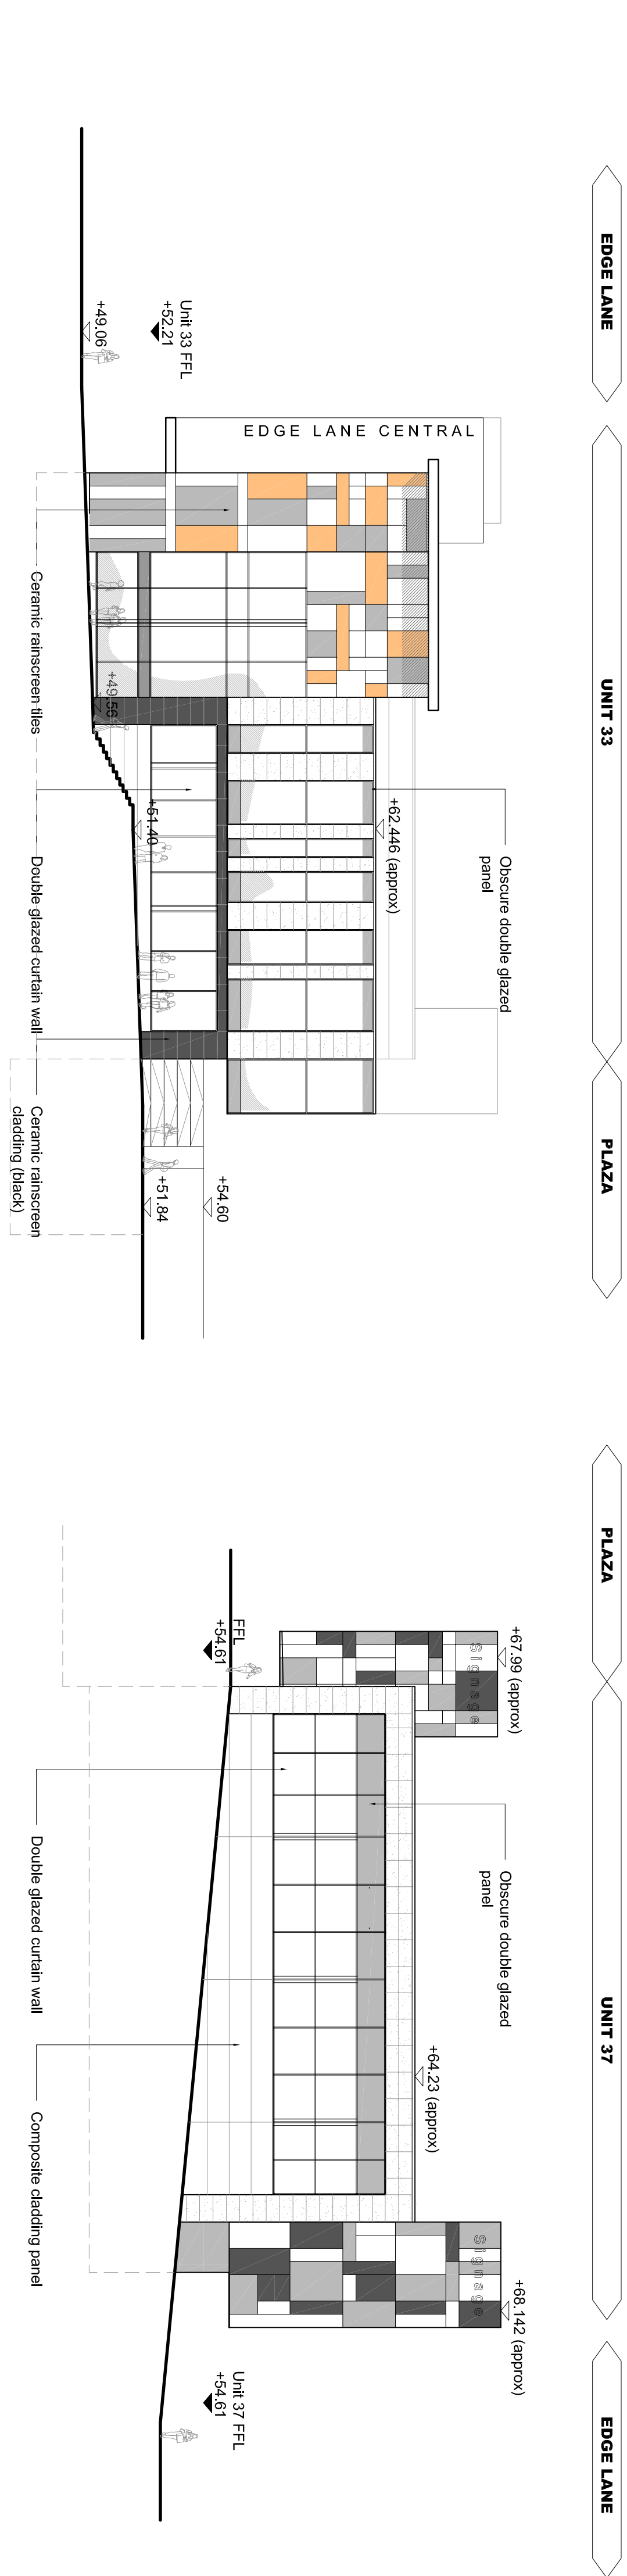 EDGE LANE
UNIT 33
PLAZA
Obscure double glazed
panel
+62.446 (approx)
EDGE LANE CENTRAL
Unit 33 FFL
+52.21
+49.06
+49.56
+51.40
+54.60
+51.84
Ceramic rainscreen tiles
Double glazed curtain wall
Ceramic rainscreen
cladding (black)
PLAZA
UNIT 37
EDGE LANE
+67.99 (approx)
Signage
Obscure double glazed
panel
+64.23 (approx)
+68.142 (approx)
Signage
FFL
+54.61
Unit 37 FFL
+54.61
Double glazed curtain wall
Composite cladding panel